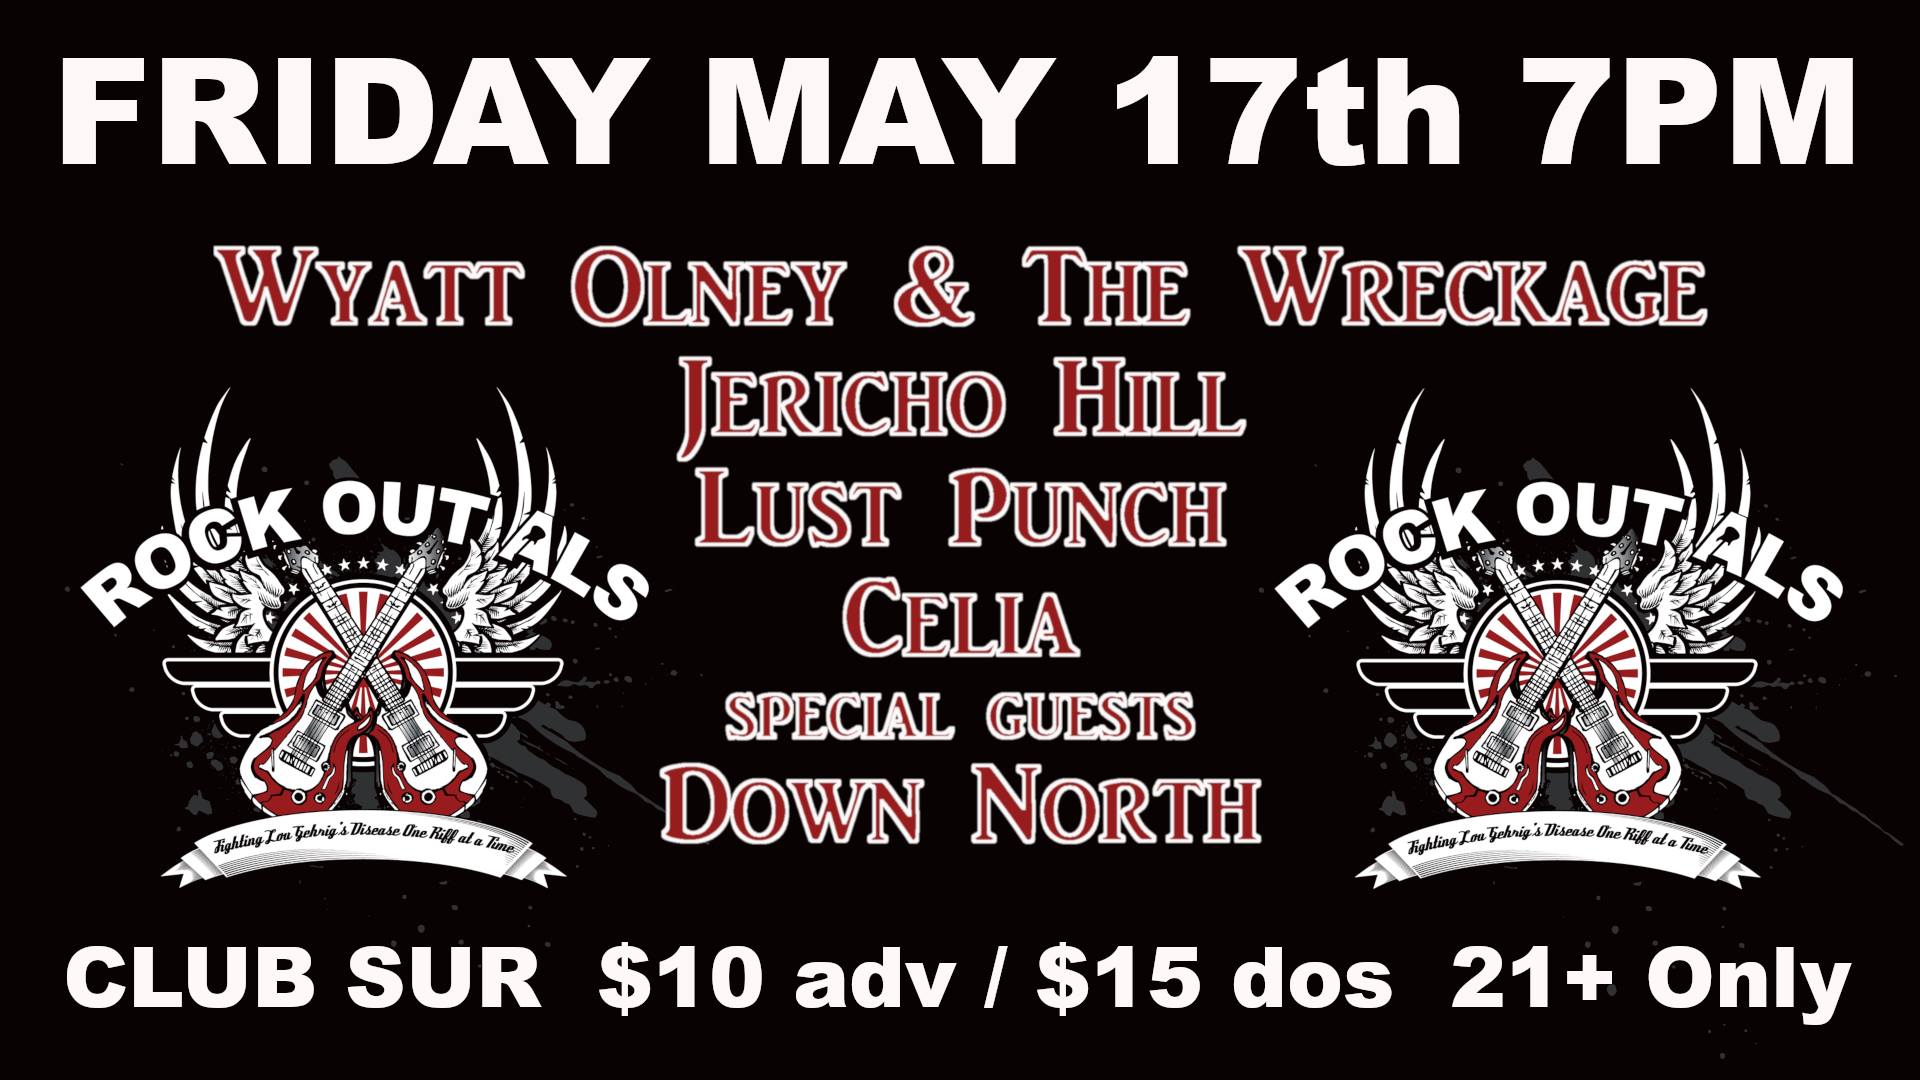 FRIDAY MAY 17th 7PM
WYATT OLNEY & THE WRECKAGE
JERICHO HILL
LUST PUNCH
CELIA
SPECIAL GUESTS
DOWN NORTH
ROCK OUT ALS
Fighting Lou Gehrig's Disease One Riff at a Time
ROCK OUT ALS
Fighting Lou Gehrig's Disease One Riff at a Time
CLUB SUR $10 adv / $15 dos 21+ Only